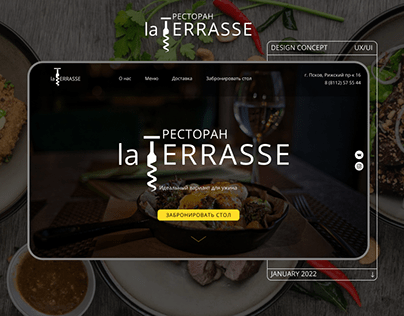 РЕСТОРАН
laTERRASSE
DESIGN CONCEPT UX/UI
laTERRASSE
О нас Меню Доставка Забронировать стол
г. Псков, Рижский пр-к 16
8 (8112) 57 55 44
РЕСТОРАН
laTERRASSE
Идеальный вариант для ужина
ЗАБРОНИРОВАТЬ СТОЛ
JANUARY 2022